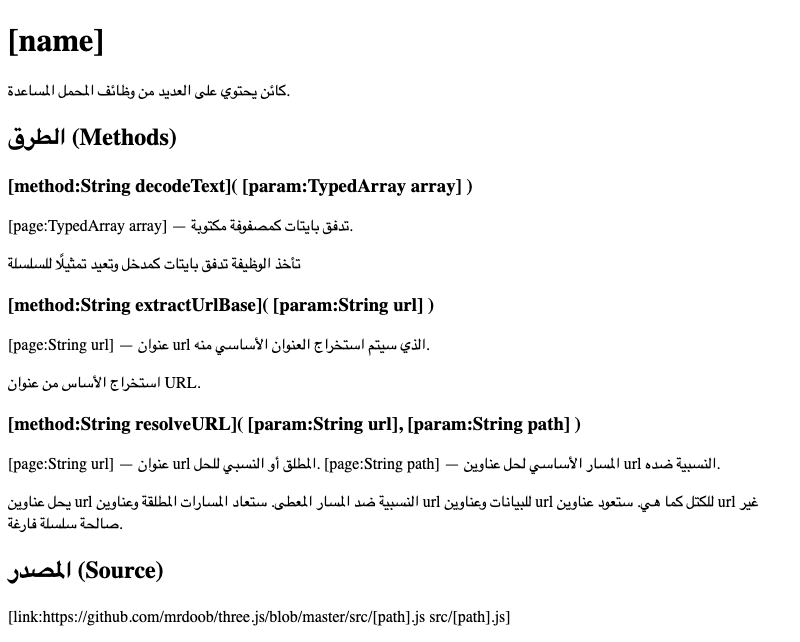 [name]
كائن يحتوي على العديد من وظائف المحمل المساعدة.
الطرق (Methods)
[method:String decodeText]( [param:TypedArray array] )
[page:TypedArray array] — تدفق بايتات كمصفوفة مكتوبة.
تأخذ الوظيفة تدفق بايتات كمدخل وتعيد تمثيلًا للسلسلة
[method:String extractUrlBase]( [param:String url] )
[page:String url] — عنوان url الذي سيتم استخراج العنوان الأساسي منه.
استخراج الأساس من عنوان URL.
[method:String resolveURL]( [param:String url], [param:String path] )
[page:String url] — عنوان url المطلق أو النسبي للحل. [page:String path] — المسار الأساسي لحل عناوين url النسبية ضده.
يحل عناوين url النسبية ضد المسار المعطى. ستعاد المسارات المطلقة وعناوين url للبيانات وعناوين url للكتل كما هي. ستعود عناوين url غير
صالحة سلسلة فارغة.
المصدر (Source)
[link:https://github.com/mrdoob/three.js/blob/master/src/[path].js src/[path].js]